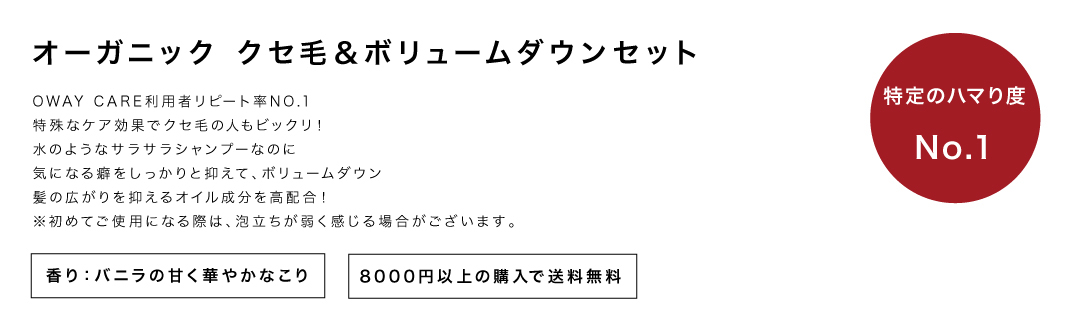 オーガニック クセ毛&ボリュームダウンセット
OWAY CARE利用者リピート率NO.1
特殊なケア効果でクセ毛の人もビックリ!
水のようなサラサラシャンプーなのに
気になる癖をしっかりと抑えて、ボリュームダウン
髪の広がりを抑えるオイル成分を高配合!
※初めてご使用になる際は、泡立ちが弱く感じる場合がございます。
香り:バニラの甘く華やかなこり
8000円以上の購入で送料無料
特定のハマり度
No.1